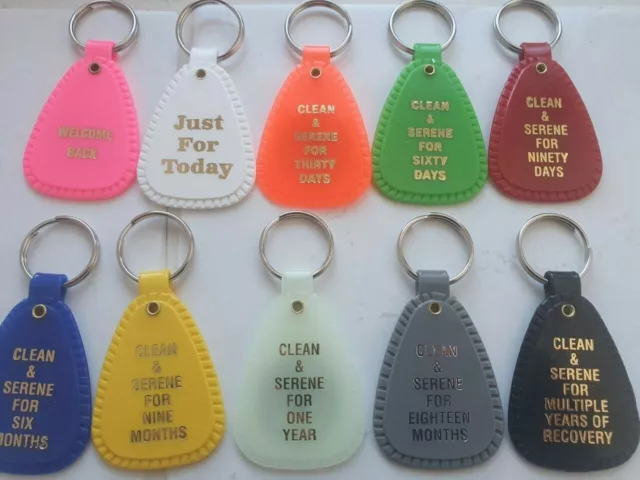 WELCOME
BACK
Just
For
Today
CLEAN
&
SERENE
FOR
THIRTY
DAYS
CLEAN
&
SERENE
FOR
SIXTY
DAYS
CLEAN
&
SERENE
FOR
NINETY
DAYS
CLEAN
&
SERENE
FOR
SIX
MONTHS
CLEAN
&
SERENE
FOR
NINE
MONTHS
CLEAN
&
SERENE
FOR
ONE
YEAR
CLEAN
&
SERENE
FOR
EIGHTEEN
MONTHS
CLEAN
&
SERENE
FOR
MULTIPLE
YEARS OF
RECOVERY